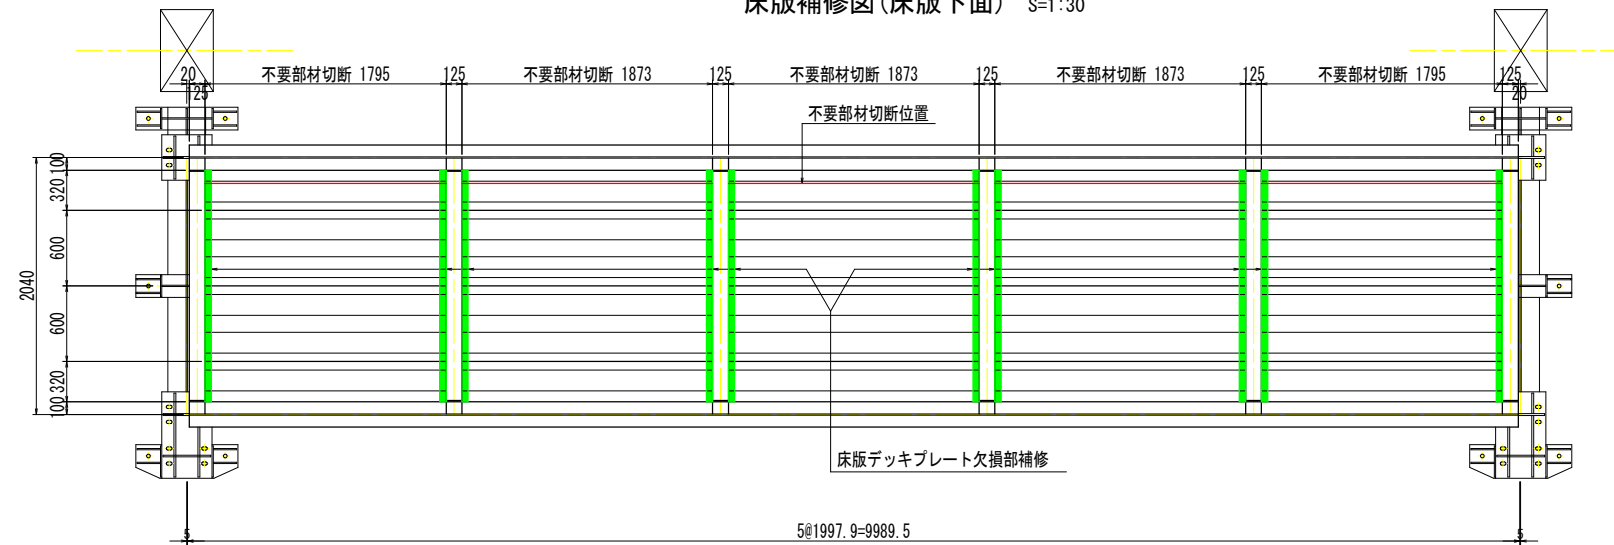 床版補修図(床版下面) S=1:30
20 不要部材切断 1795 125 不要部材切断 1873 125 不要部材切断 1873 125 不要部材切断 1873 125 不要部材切断 1795 125
125 20
不要部材切断位置
100
320
600
2040
600
320
100
床版デッキプレート欠損部補修
5@1997.9=9989.5
5 5